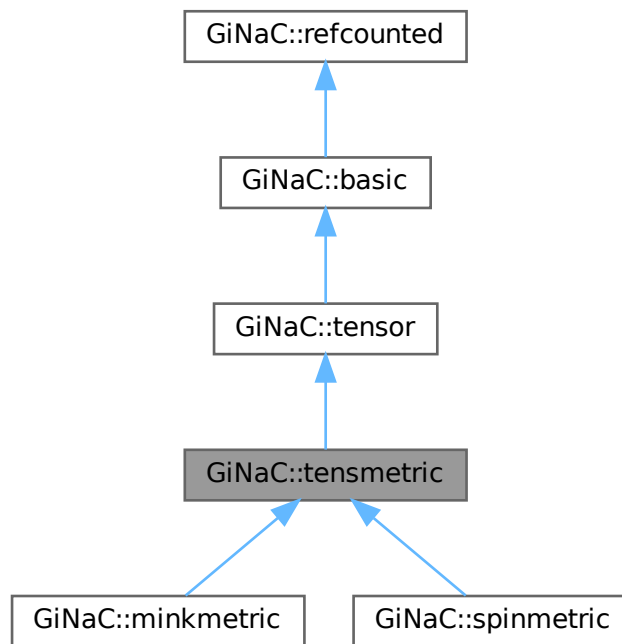 GiNaC::refcounted
GiNaC::basic
GiNaC::tensor
GiNaC::tensmetric
GiNaC::minkmetric
GiNaC::spinmetric